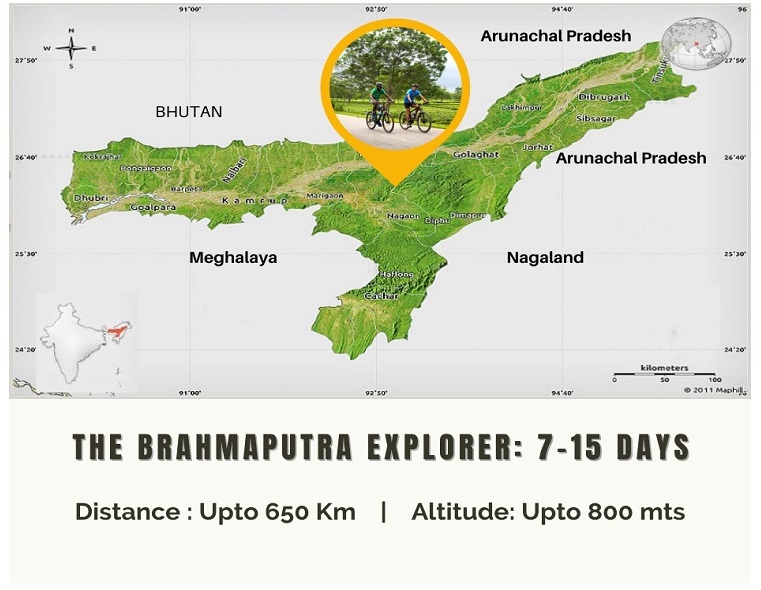 91°00' 92°50' 94°40' 96
N
W E
S
Arunachal Pradesh
27°50' 27°50'
Tinsuk
BHUTAN
Lakhimpur Dibrugarh
Sibsagar
Jorhat
26°40' Kokrajhar Golaghat Arunachal Pradesh 26°40'
Bongaigaon Nalbari
Barpeta
Dhubri Kamrup Marigaon
Goalpara Nagaon Diphu Dimapur
25°30' Meghalaya Nagaland 25°30'
Haflong
Cachar
24°20' 24°20'
kilometers
0 50 100
91°00' 92°50' 94°40'
© 2011 Maphill
THE BRAHMAPUTRA EXPLORER: 7-15 DAYS
Distance : Upto 650 Km | Altitude: Upto 800 mts